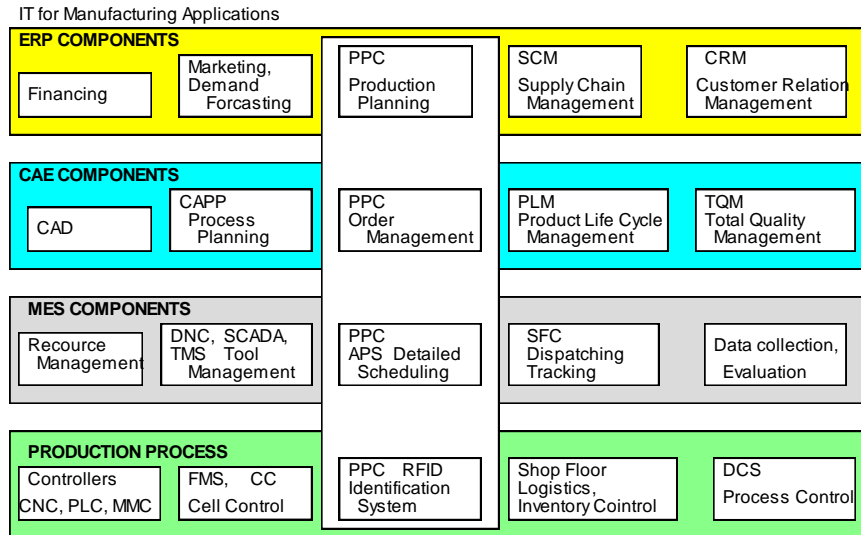 IT for Manufacturing Applications
ERP COMPONENTS
Financing
Marketing,
Demand
Forcasting
PPC
Production
Planning
SCM
Supply Chain
Management
CRM
Customer Relation
Management
CAE COMPONENTS
CAD
CAPP
Process
Planning
PPC
Order
Management
PLM
Product Life Cycle
Management
TQM
Total Quality
Management
MES COMPONENTS
Recource
Management
DNC, SCADA,
TMS Tool
Management
PPC
APS Detailed
Scheduling
SFC
Dispatching
Tracking
Data collection,
Evaluation
PRODUCTION PROCESS
Controllers
CNC, PLC, MMC
FMS, CC
Cell Control
PPC RFID
Identification
System
Shop Floor
Logistics,
Inventory Cointrol
DCS
Process Control